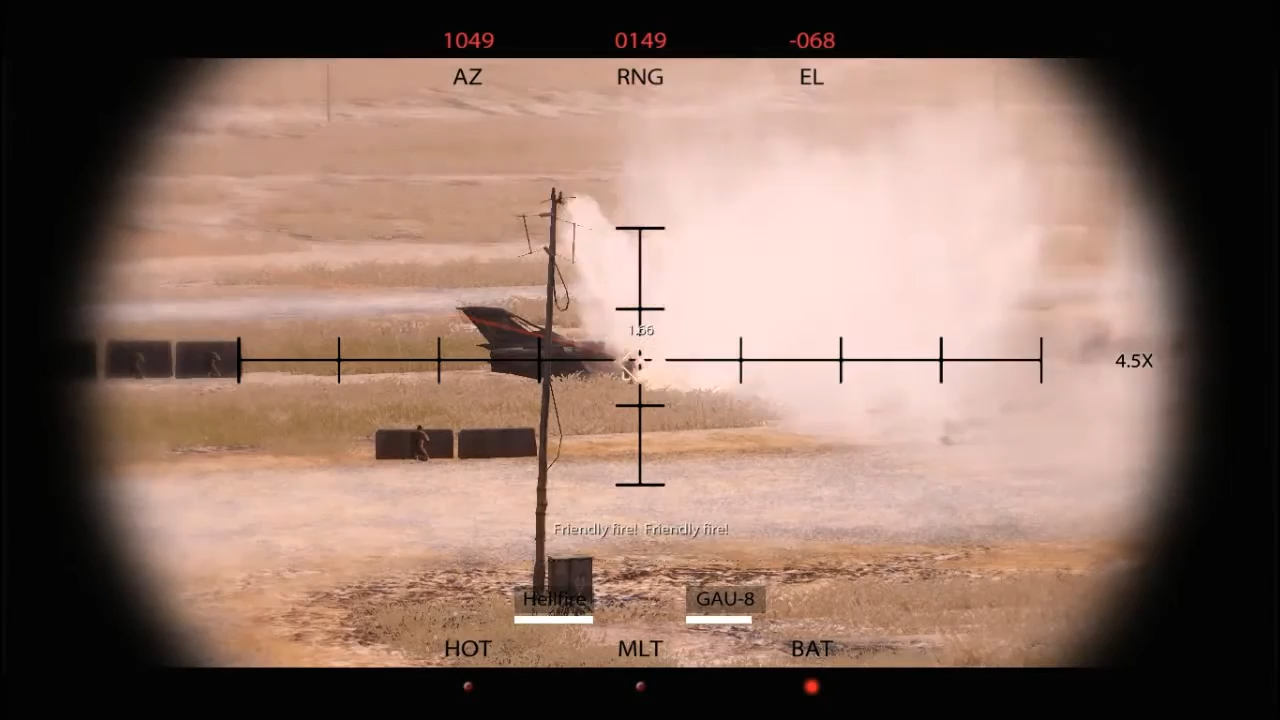 1049 0149 -068
AZ RNG EL
1.66
4.5X
Friendly fire! Friendly fire!
Hellfire GAU-8
HOT MLT BAT